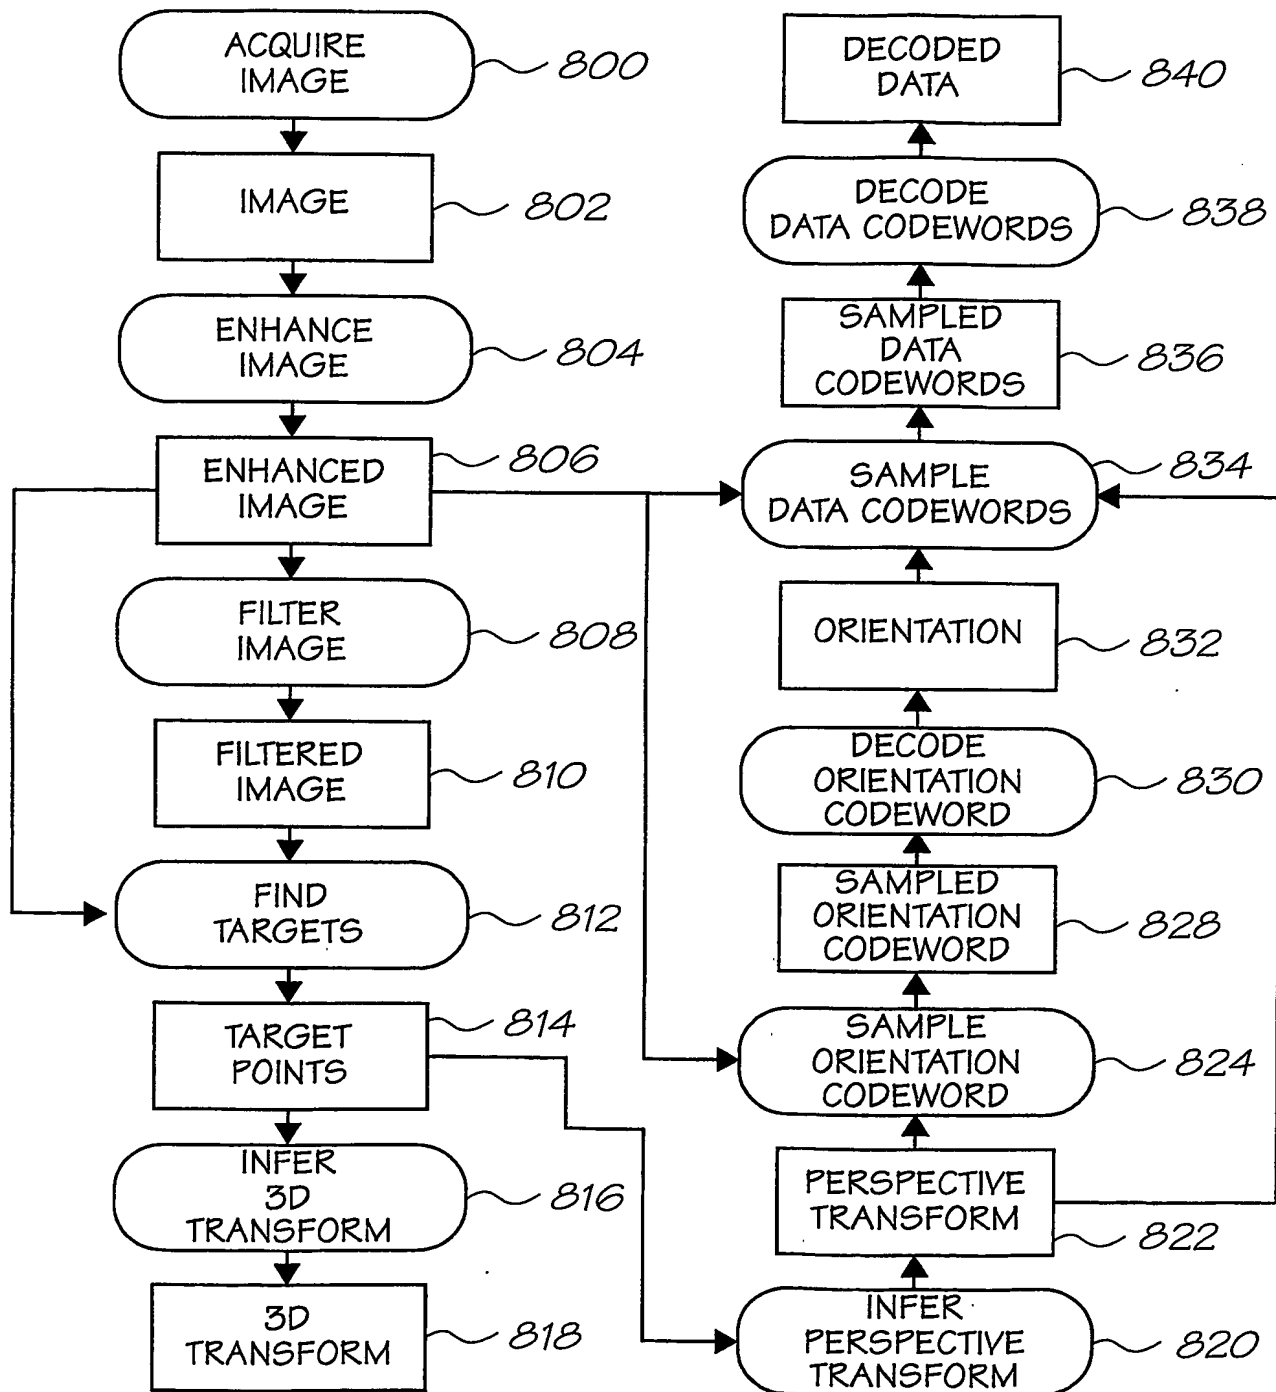 ACQUIRE
IMAGE
800
IMAGE
802
ENHANCE
IMAGE
804
ENHANCED
IMAGE
806
FILTER
IMAGE
808
FILTERED
IMAGE
810
FIND
TARGETS
812
TARGET
POINTS
814
INFER
3D
TRANSFORM
816
3D
TRANSFORM
818
DECODED
DATA
840
DECODE
DATA CODEWORDS
838
SAMPLED
DATA
CODEWORDS
836
SAMPLE
DATA CODEWORDS
834
ORIENTATION
832
DECODE
ORIENTATION
CODEWORD
830
SAMPLED
ORIENTATION
CODEWORD
828
SAMPLE
ORIENTATION
CODEWORD
824
PERSPECTIVE
TRANSFORM
822
INFER
PERSPECTIVE
TRANSFORM
820